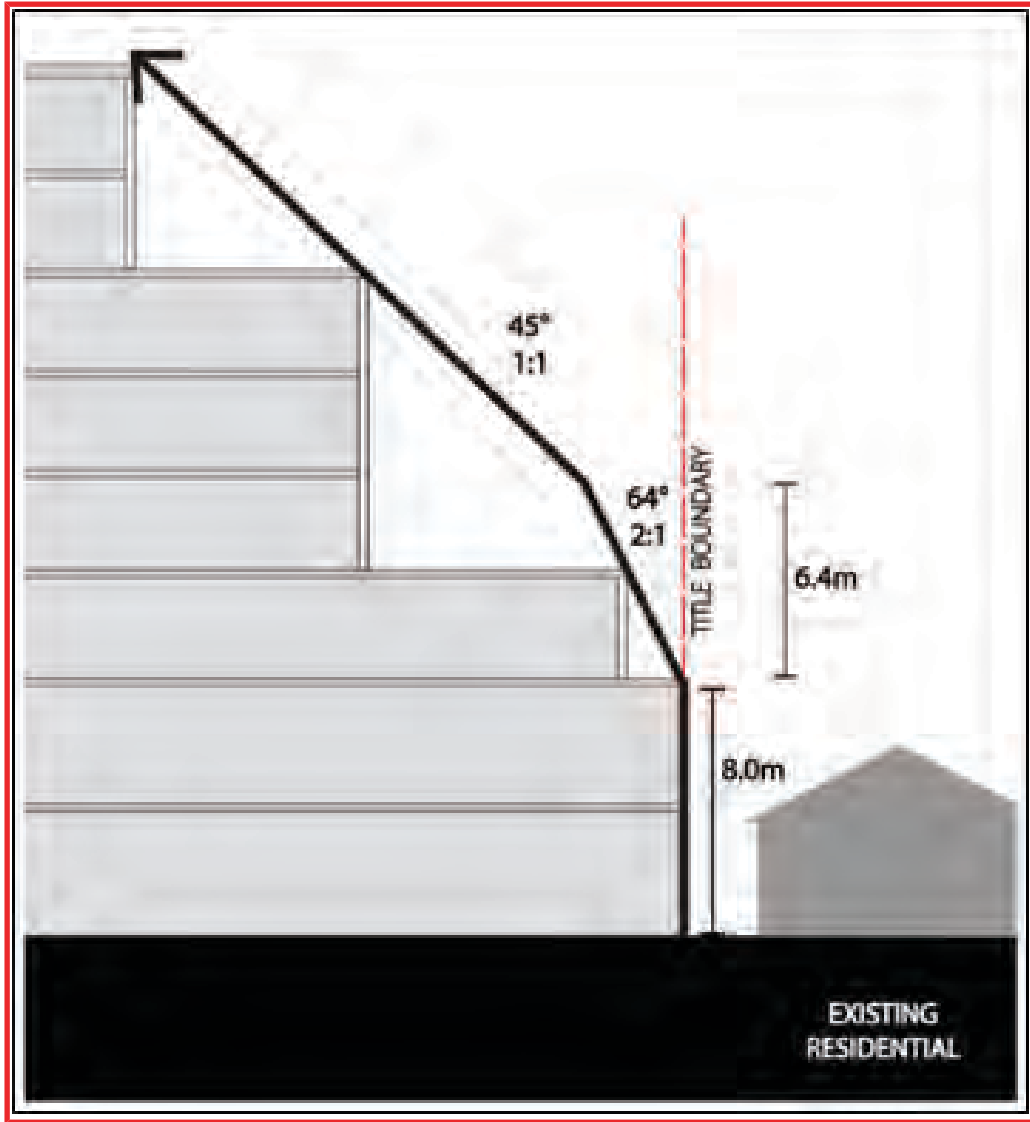 45°
1:1
64°
2:1
TITLE BOUNDARY
6.4m
8.0m
EXISTING
RESIDENTIAL